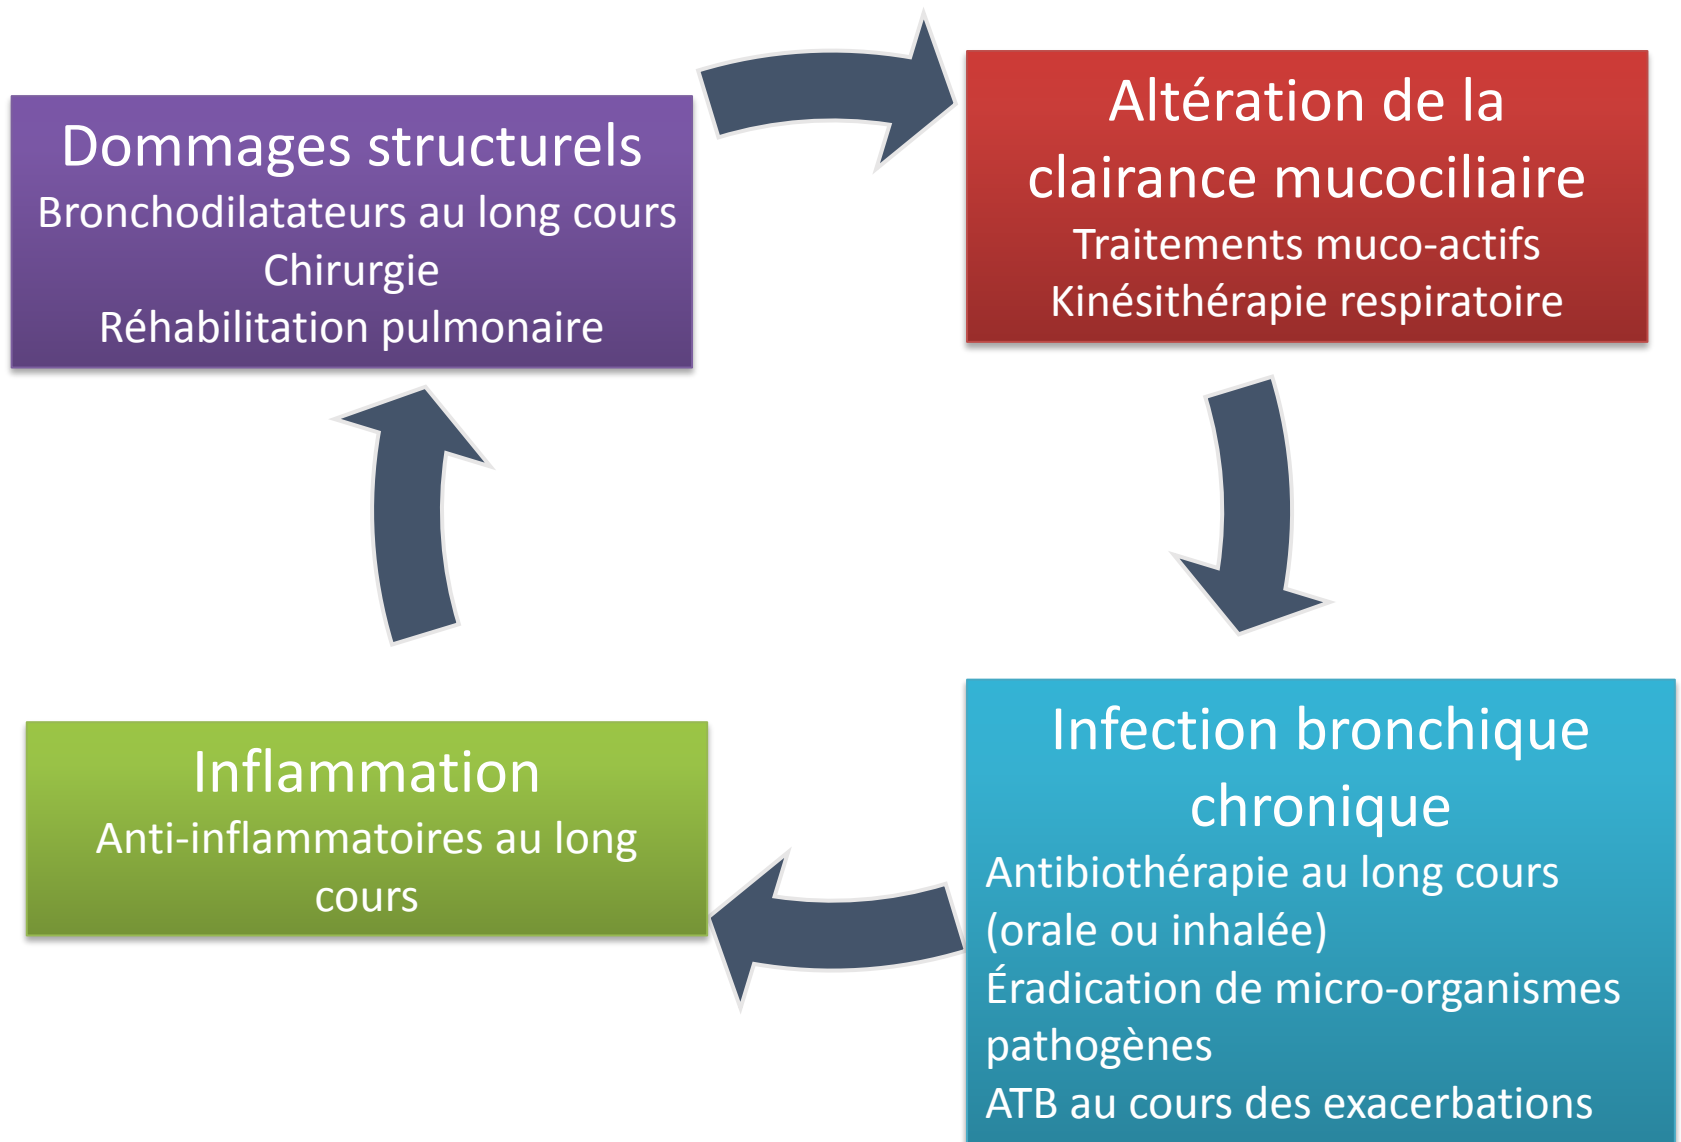 Dommages structurels
Bronchodilatateurs au long cours
Chirurgie
Réhabilitation pulmonaire
Altération de la
clairance mucociliaire
Traitements muco-actifs
Kinésithérapie respiratoire
Infection bronchique
chronique
Antibiothérapie au long cours
(orale ou inhalée)
Éradication de micro-organismes
pathogènes
ATB au cours des exacerbations
Inflammation
Anti-inflammatoires au long
cours